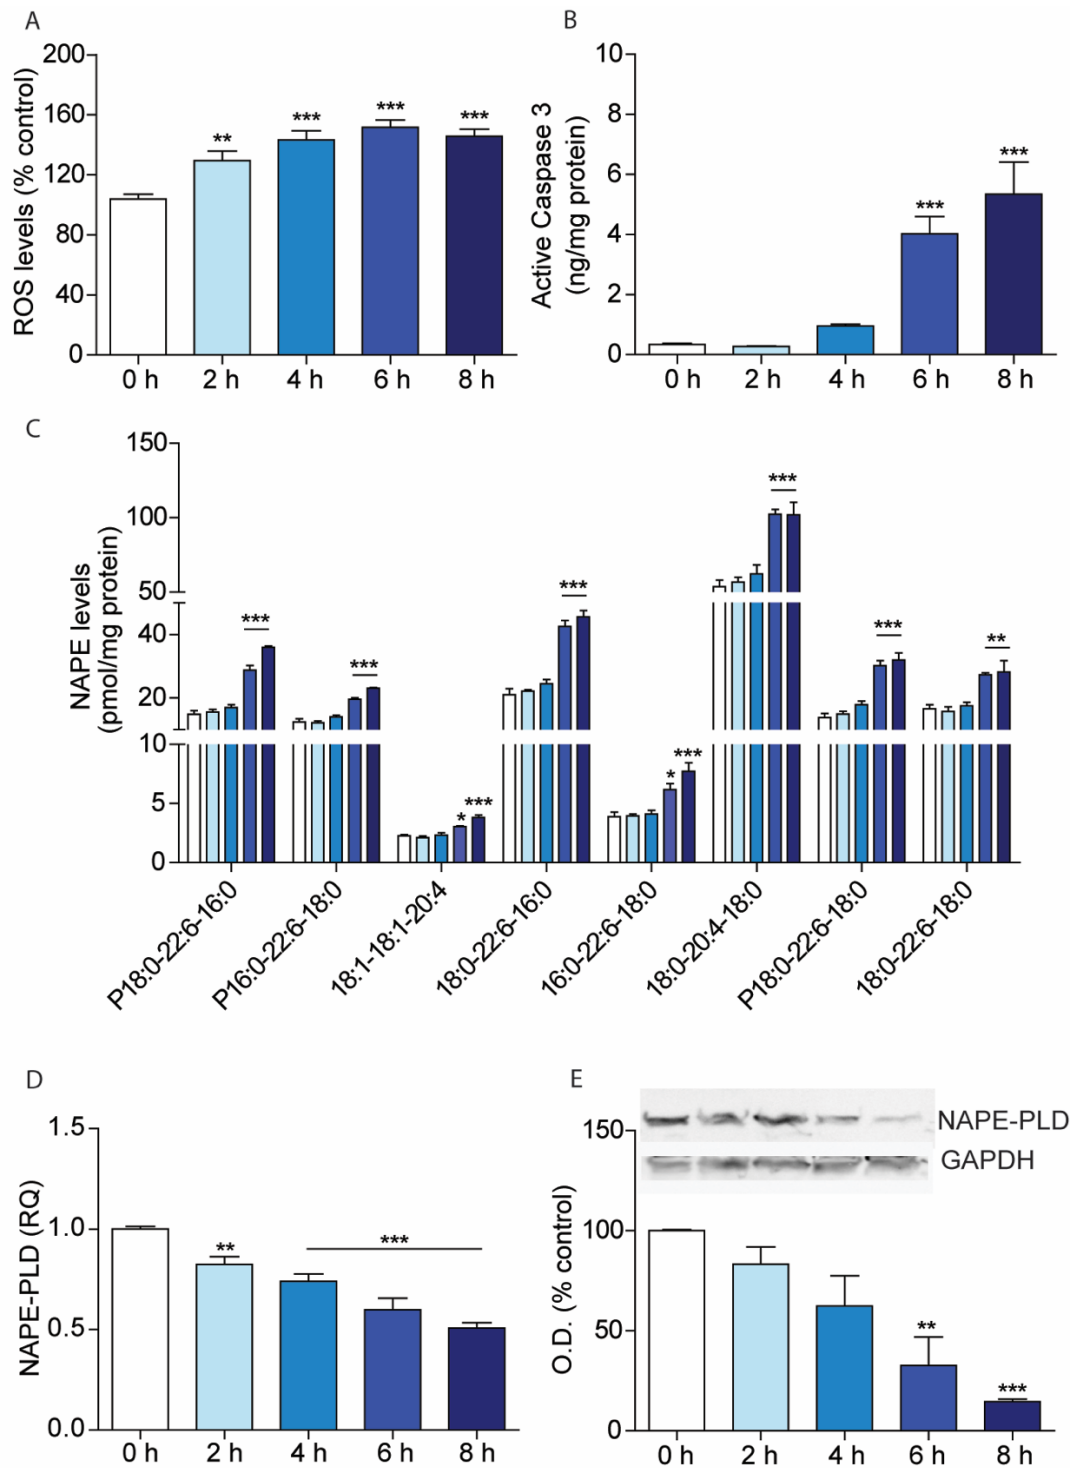 A
ROS levels (% control)
200
160
120
80
40
0
**
***
***
***
0 h
2 h
4 h
6 h
8 h
B
Active Caspase 3
(ng/mg protein)
10
8
6
4
2
0
***
***
0 h
2 h
4 h
6 h
8 h
C
NAPE levels
(pmol/mg protein)
150
100
50
40
20
10
5
0
***
***
*
***
***
*
***
***
***
**
P18:0-22:6-16:0
P16:0-22:6-18:0
18:1-18:1-20:4
18:0-22:6-16:0
16:0-22:6-18:0
18:0-20:4-18:0
P18:0-22:6-18:0
18:0-22:6-18:0
D
NAPE-PLD (RQ)
1.5
1.0
0.5
0.0
**
***
0 h
2 h
4 h
6 h
8 h
E
NAPE-PLD
GAPDH
O.D. (% control)
150
100
50
0
**
***
0 h
2 h
4 h
6 h
8 h